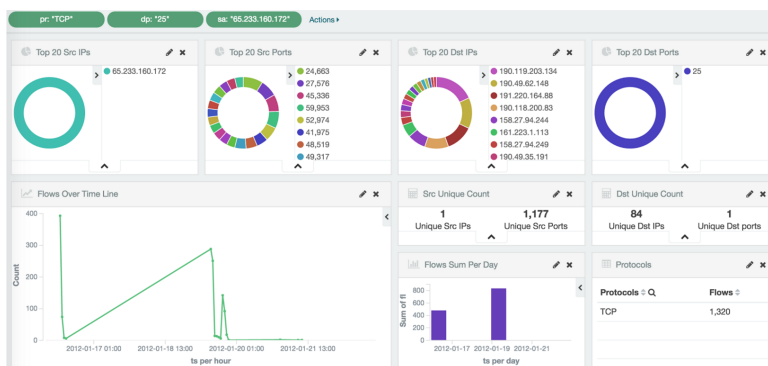 pr: "TCP" dp: "25" sa: "65.233.160.172" Actions
Top 20 Src IPs
65.233.160.172
Top 20 Src Ports
24,663
27,576
45,336
59,953
52,974
41,975
48,519
49,317
Top 20 Dst IPs
190.119.203.134
190.49.62.148
191.220.164.88
190.118.200.83
158.27.94.244
161.223.1.113
158.27.94.249
190.49.35.191
Top 20 Dst Ports
25
Flows Over Time Line
Count
400
300
200
100
0
2012-01-17 01:00 2012-01-18 13:00 2012-01-20 01:00 2012-01-21 13:00
ts per hour
Src Unique Count
1 1,177
Unique Src IPs Unique Src Ports
Dst Unique Count
84 1
Unique Dst IPs Unique Dst ports
Flows Sum Per Day
Sum of fl
800
600
400
200
0
2012-01-17 2012-01-19 2012-01-21
ts per day
Protocols
Protocols Flows
TCP 1,320